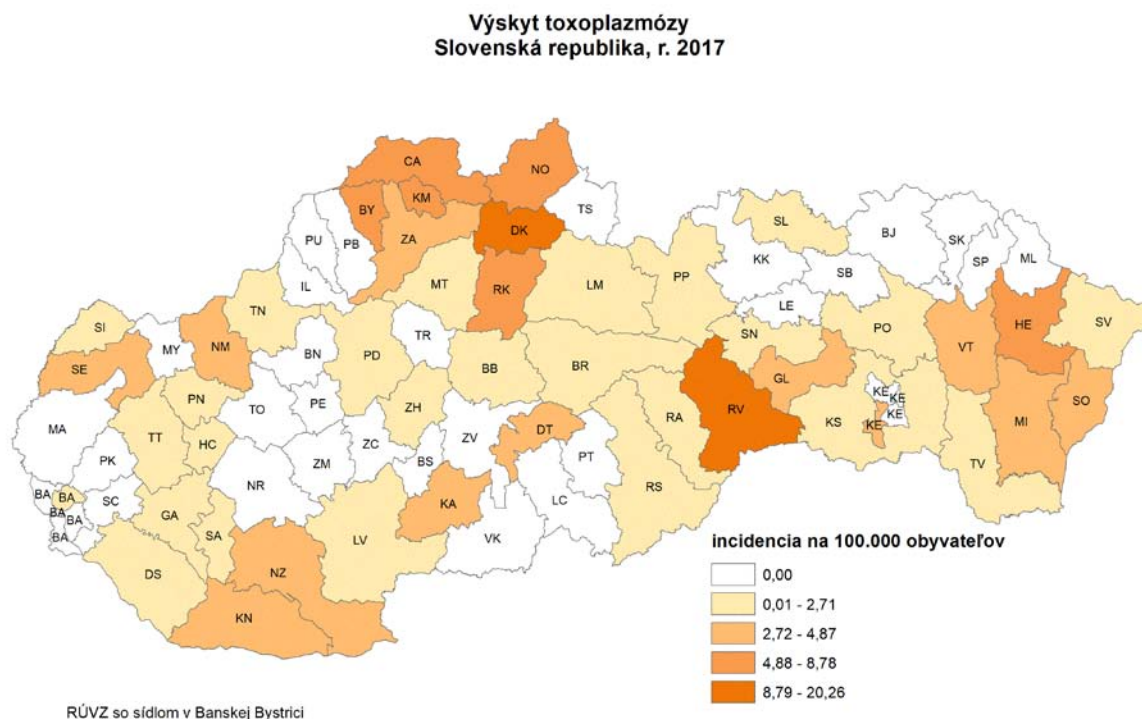 Výskyt toxoplazmózy
Slovenská republika, r. 2017
CA
NO
KM
BY
TS
SL
DK
PU
PB
ZA
BJ
SK
SP
ML
KK
SB
IL
MT
RK
LM
PP
LE
TN
SI
MY
NM
TR
SN
PO
VT
HE
SV
BN
PD
BB
BR
SE
GL
KE
KE
KE
KE
SO
PN
TO
PE
ZH
RA
RV
KS
MI
MA
TT
HC
ZC
ZV
DT
PK
ZM
BS
PT
TV
NR
BA
BA
BA
BA
BA
SC
KA
LC
RS
GA
SA
LV
VK
DS
NZ
KN
incidencia na 100.000 obyvateľov
0,00
0,01 - 2,71
2,72 - 4,87
4,88 - 8,78
8,79 - 20,26
RÚVZ so sídlom v Banskej Bystrici